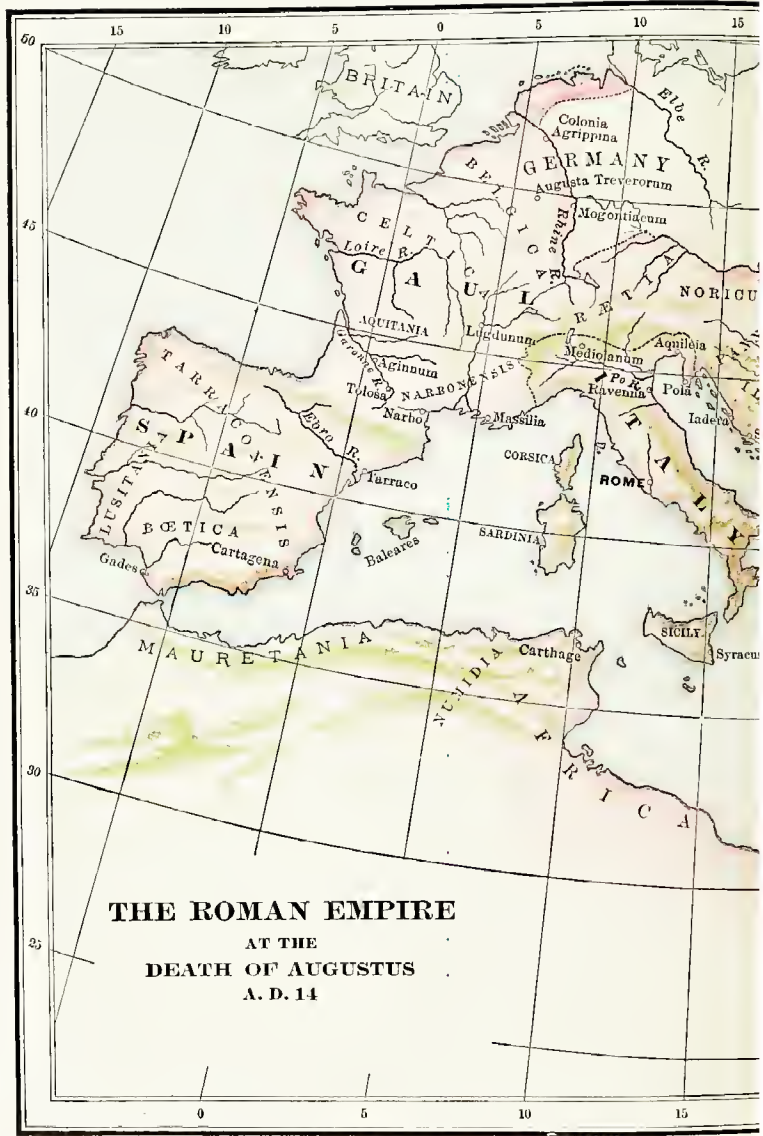 15 10 5 0 5 10 15
50
BRITAIN
Elbe R.
Colonia
Agrippina
GERMANY
BELGICA
Augusta Treverorum
Mogontiacum
Rhine R.
45
CELTICA
Loire R.
GAUL
RÆTIA
NORICU
AQUITANIA
Lugdunum
Mediolanum
Aquileia
Garonne R.
Aginnum
Po R.
Ravenna
Pola
Iadera
Tolosa
NARBONENSIS
Narbo
Massilia
ITALY
TARRACONENSIS
40
SPAIN
Ebro R.
Tarraco
CORSICA
ROME
LUSITANIA
BŒTICA
Cartagena
Gades
Baleares
SARDINIA
35
SICILY
Syracus
MAURETANIA
Carthage
NUMIDIA
AFRICA
30
THE ROMAN EMPIRE
AT THE
DEATH OF AUGUSTUS
A. D. 14
25
0 5 10 15